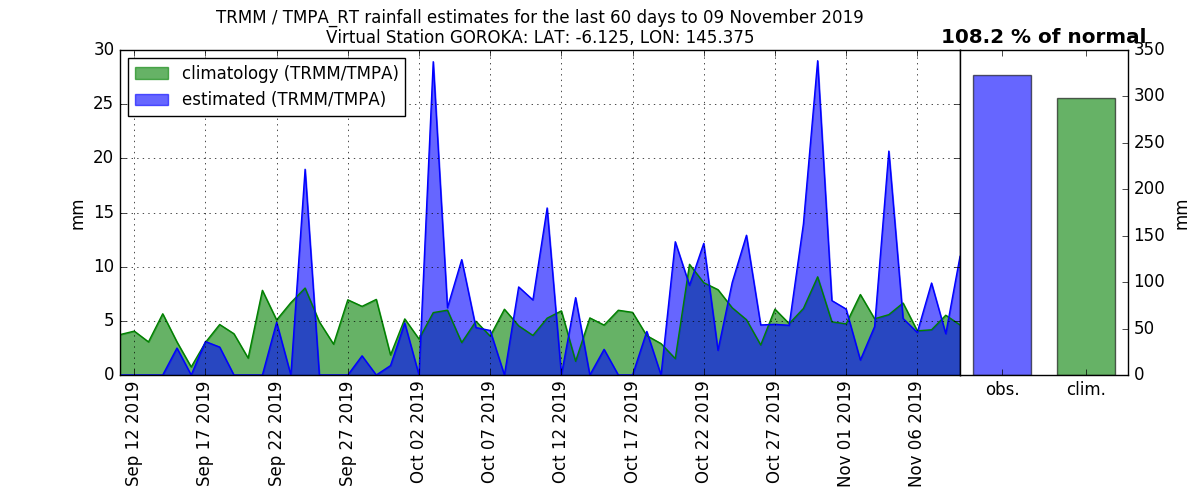 TRMM / TMPA_RT rainfall estimates for the last 60 days to 09 November 2019
Virtual Station GOROKA: LAT: -6.125, LON: 145.375
108.2 % of normal
climatology (TRMM/TMPA)
estimated (TRMM/TMPA)
30
25
20
15
10
5
0
mm
Sep 12 2019
Sep 17 2019
Sep 22 2019
Sep 27 2019
Oct 02 2019
Oct 07 2019
Oct 12 2019
Oct 17 2019
Oct 22 2019
Oct 27 2019
Nov 01 2019
Nov 06 2019
350
300
250
200
150
100
50
0
mm
obs.
clim.